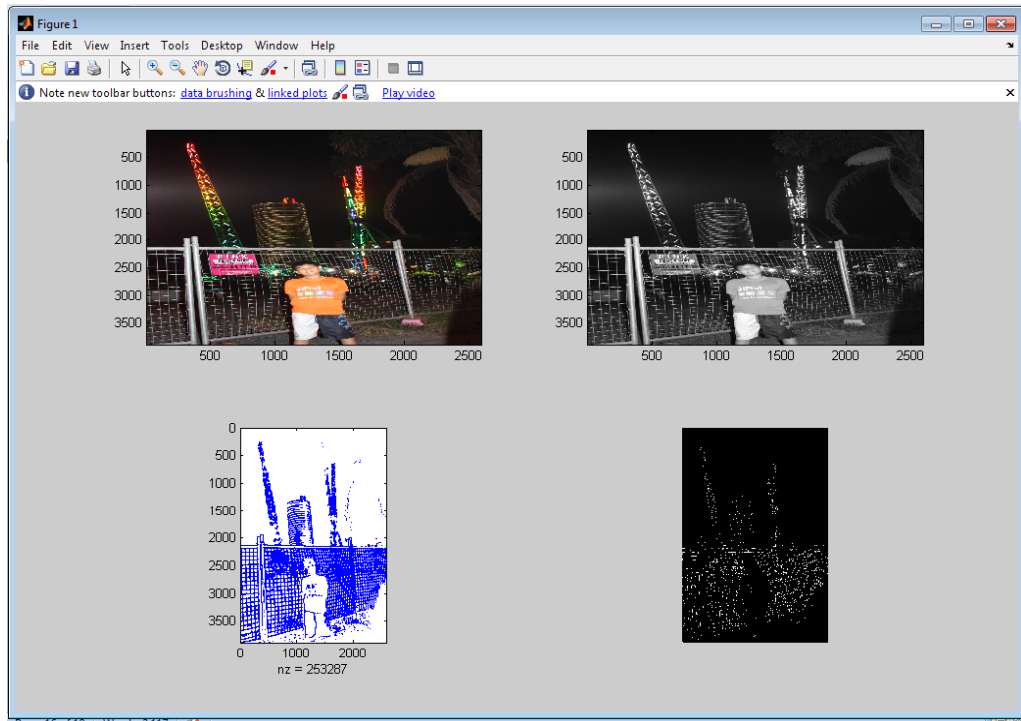 Figure 1
File Edit View Insert Tools Desktop Window Help
Note new toolbar buttons: data brushing & linked plots Play video
500
1000
1500
2000
2500
3000
3500
500 1000 1500 2000 2500
500
1000
1500
2000
2500
3000
3500
500 1000 1500 2000 2500
PINK
0
500
1000
1500
2000
2500
3000
3500
0 1000 2000
nz = 253287